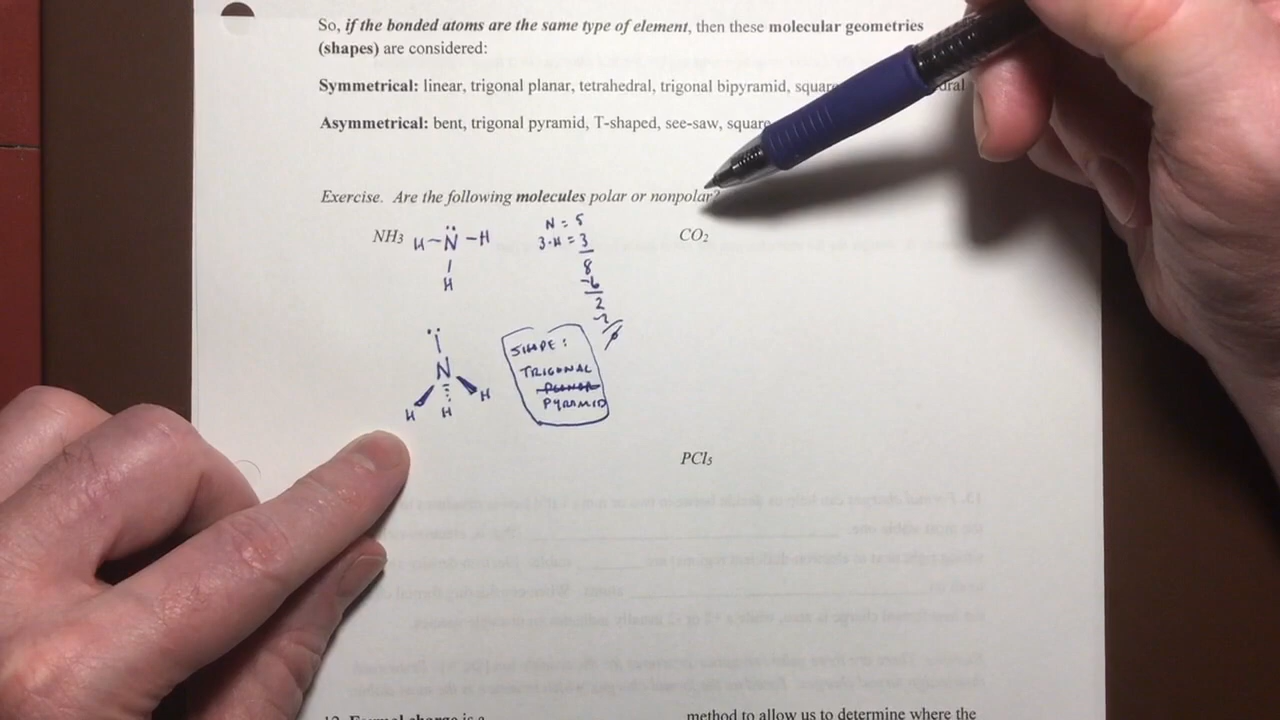 So, if the bonded atoms are the same type of element, then these molecular geometries
(shapes) are considered:
Symmetrical: linear, trigonal planar, tetrahedral, trigonal bipyramid, squar dral
Asymmetrical: bent, trigonal pyramid, T-shaped, see-saw, square
Exercise. Are the following molecules polar or nonpolar?
NH3 H-N-H
H
N = 5
3·H = 3
8
-6
2
-2
0
CO2
N
H H H
SHAPE:
TRIGONAL
PLANAR
PYRAMID
PCl5
method to allow us to determine where the